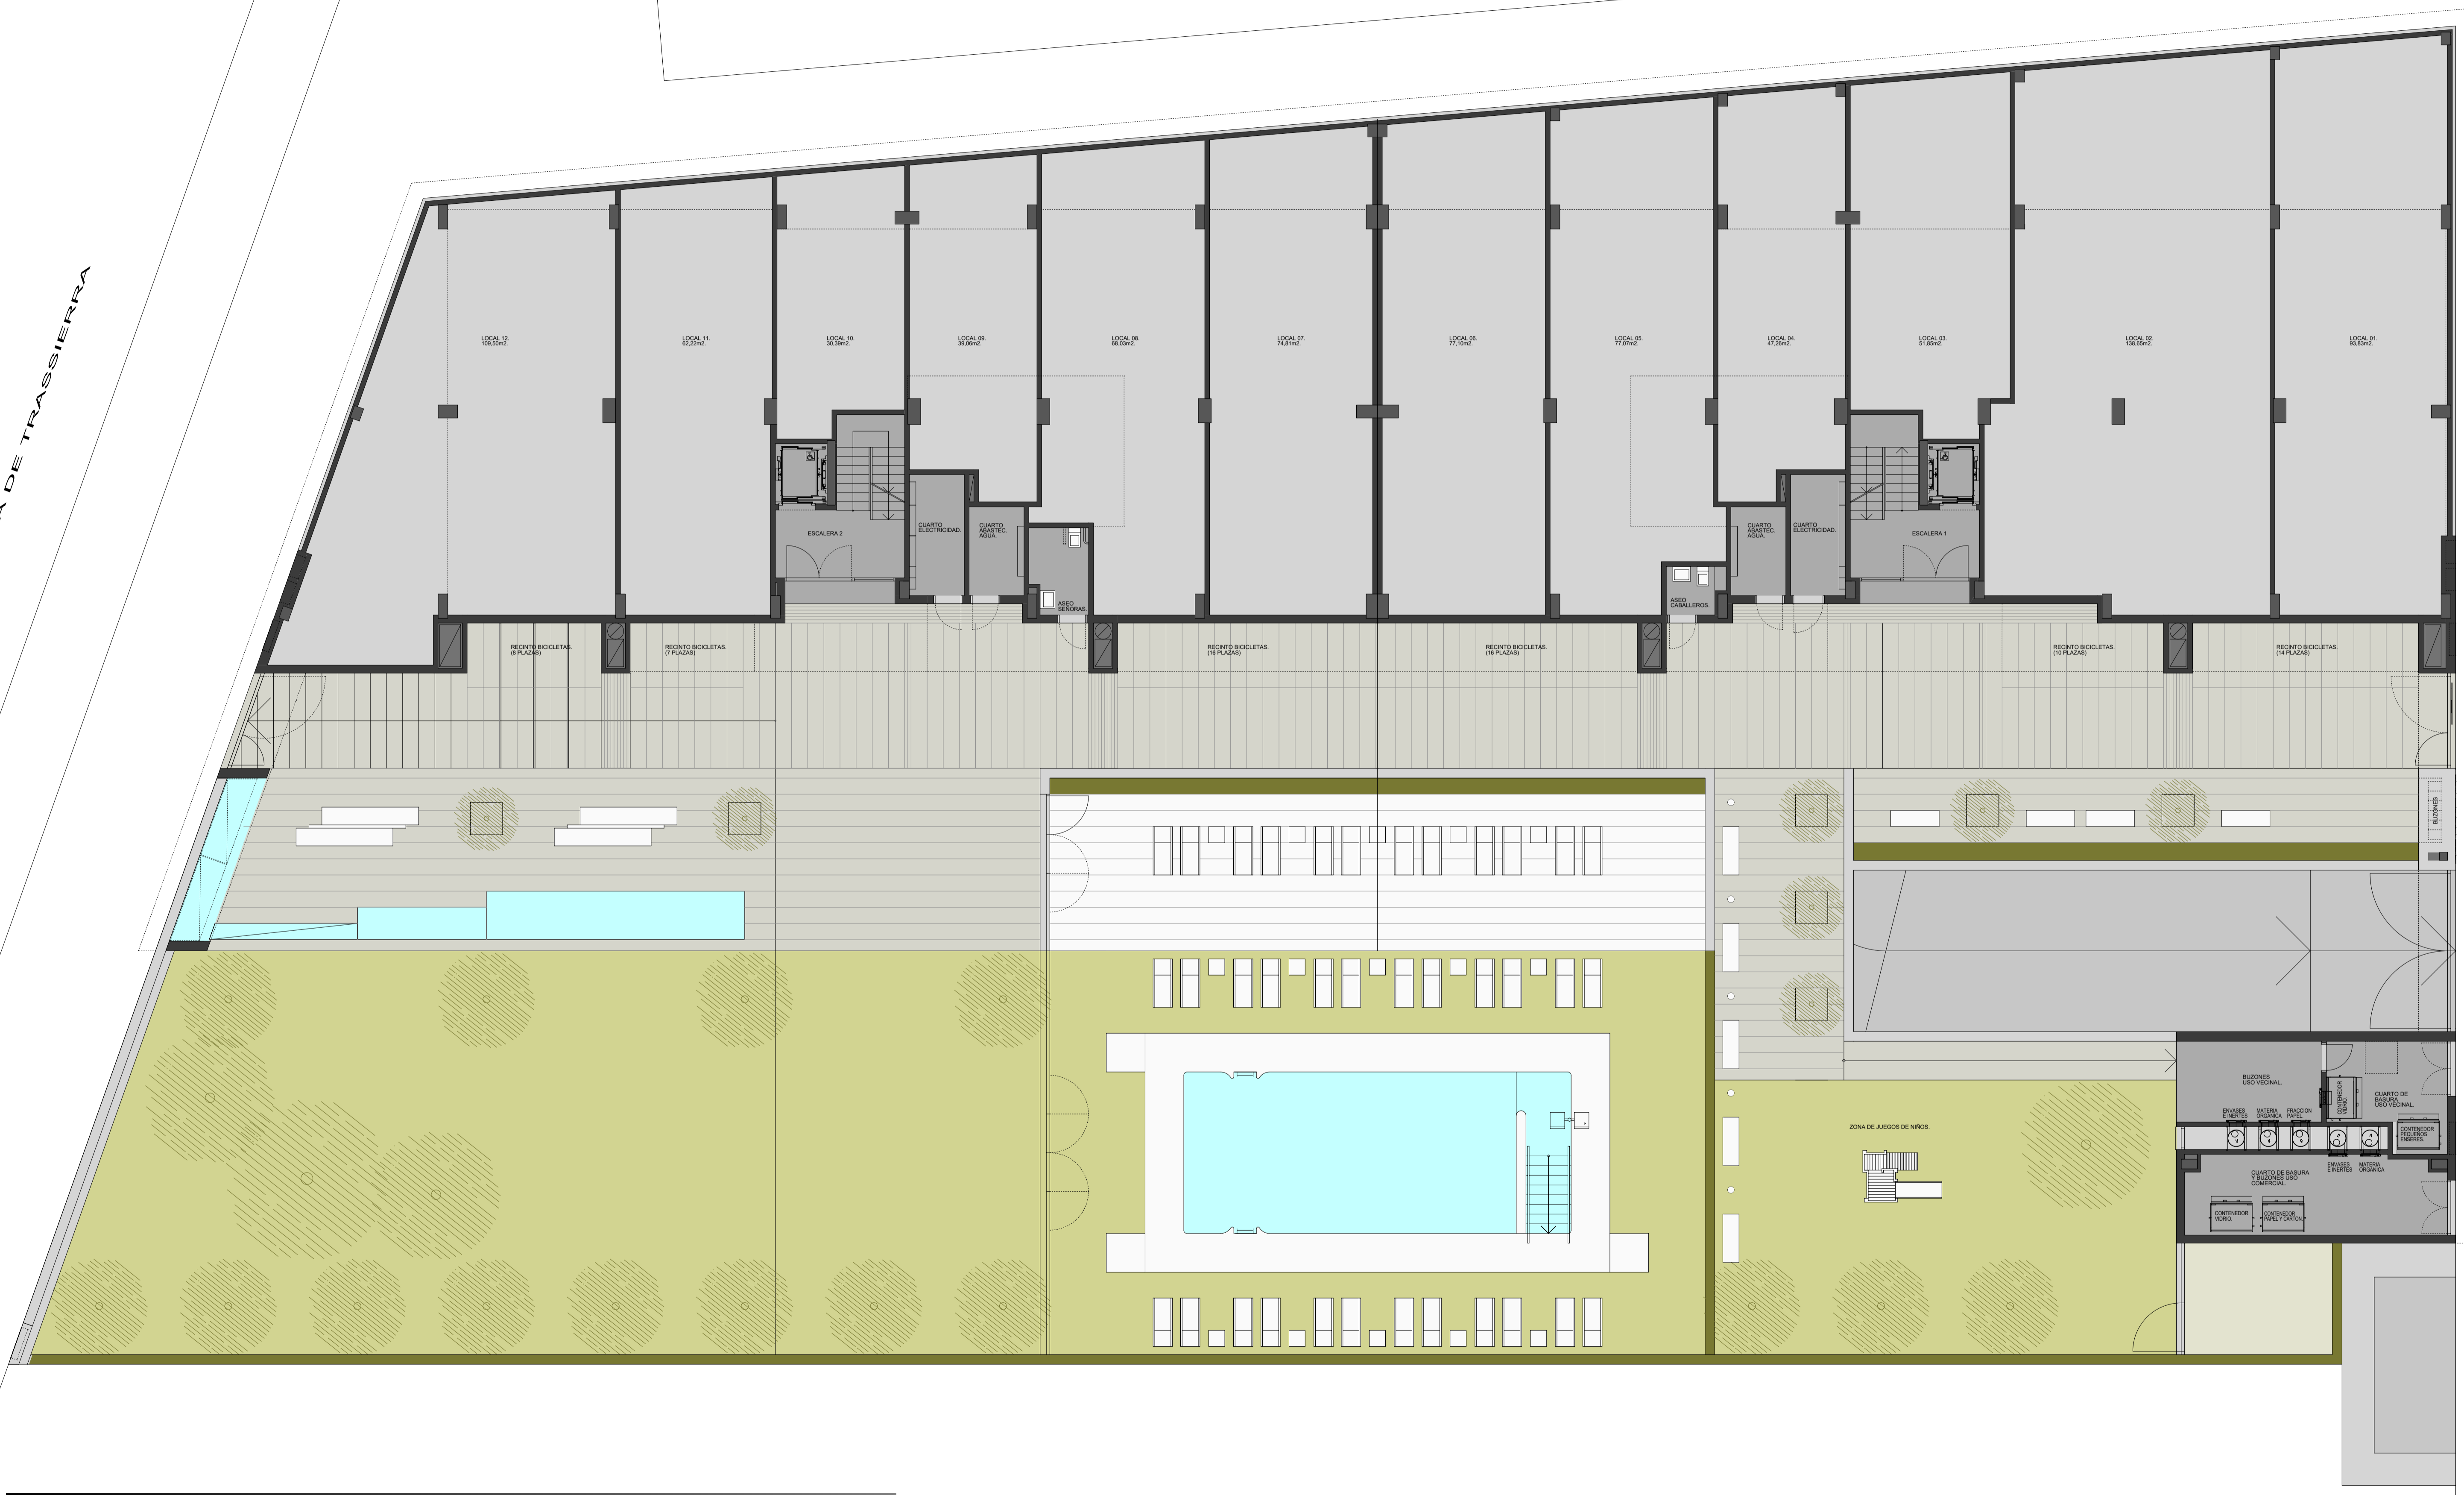 A DE TRASSIERRA
LOCAL 12.
109,50m2.
LOCAL 11.
62,22m2.
LOCAL 10.
30,39m2.
LOCAL 09.
39,06m2.
LOCAL 08.
68,03m2.
LOCAL 07.
74,81m2.
LOCAL 06.
77,10m2.
LOCAL 05.
77,07m2.
LOCAL 04.
47,26m2.
LOCAL 03.
51,85m2.
LOCAL 02.
138,65m2.
LOCAL 01.
93,83m2.
ESCALERA 2
CUARTO
ELECTRICIDAD.
CUARTO
ABASTEC.
AGUA.
ASEO
SEÑORAS.
ASEO
CABALLEROS.
CUARTO
ABASTEC.
AGUA.
CUARTO
ELECTRICIDAD.
ESCALERA 1
RECINTO BICICLETAS.
(8 PLAZAS)
RECINTO BICICLETAS.
(7 PLAZAS)
RECINTO BICICLETAS.
(16 PLAZAS)
RECINTO BICICLETAS.
(16 PLAZAS)
RECINTO BICICLETAS.
(10 PLAZAS)
RECINTO BICICLETAS.
(14 PLAZAS)
BUZONES
BUZONES
USO VECINAL.
CONTENEDOR
VIDRIO.
CUARTO DE
BASURA
USO VECINAL.
ENVASES
E INERTES
MATERIA
ORGANICA
FRACCION
PAPEL
CONTENEDOR
PEQUEÑOS
ENSERES.
ZONA DE JUEGOS DE NIÑOS.
ENVASES
E INERTES
MATERIA
ORGANICA
CUARTO DE BASURA
Y BUZONES USO
COMERCIAL.
CONTENEDOR
VIDRIO.
CONTENEDOR
PAPEL Y CARTON